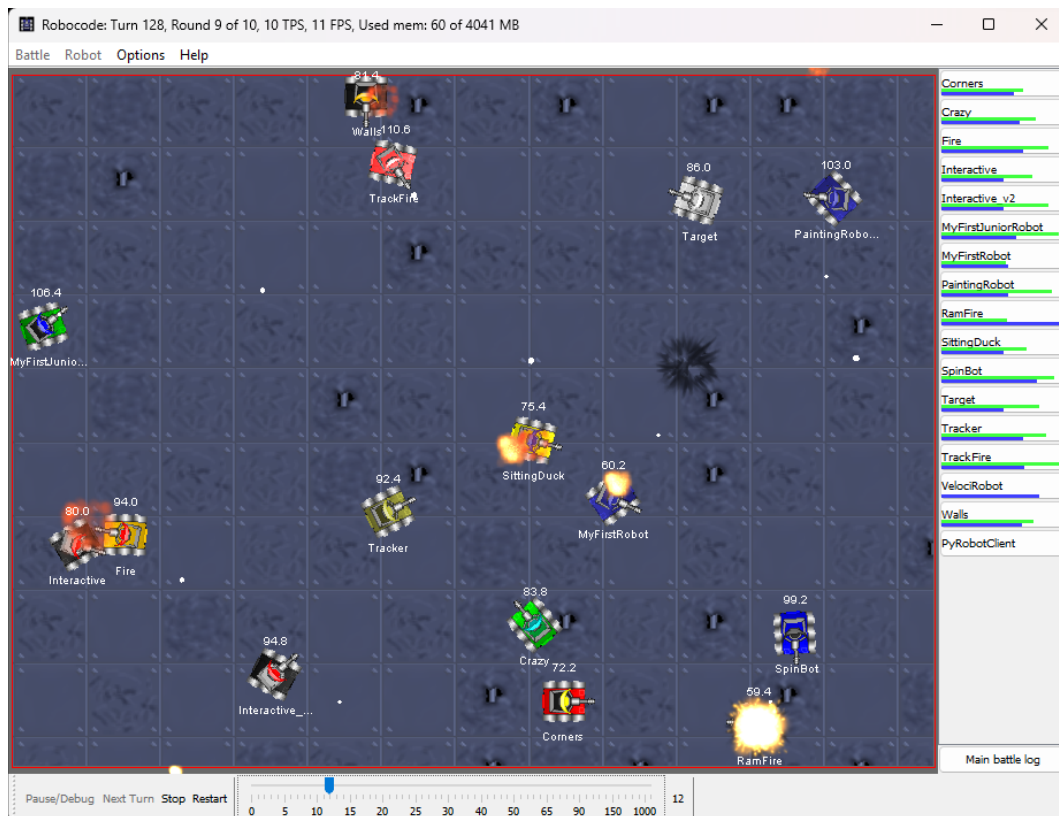 Robocode: Turn 128, Round 9 of 10, 10 TPS, 11 FPS, Used mem: 60 of 4041 MB
Battle Robot Options Help
81.4
Walls
110.6
TrackFire
86.0
Target
103.0
PaintingRobo...
106.4
MyFirstJunio...
75.4
SittingDuck
60.2
MyFirstRobot
92.4
Tracker
80.0
Interactive
94.0
Fire
83.8
Crazy
99.2
SpinBot
94.8
Interactive_...
72.2
Corners
59.4
RamFire
Corners
Crazy
Fire
Interactive
Interactive_v2
MyFirstJuniorRobot
MyFirstRobot
PaintingRobot
RamFire
SittingDuck
SpinBot
Target
Tracker
TrackFire
VelociRobot
Walls
PyRobotClient
Main battle log
Pause/Debug Next Turn Stop Restart
0 5 10 15 20 25 30 40 50 65 90 150 1000
12